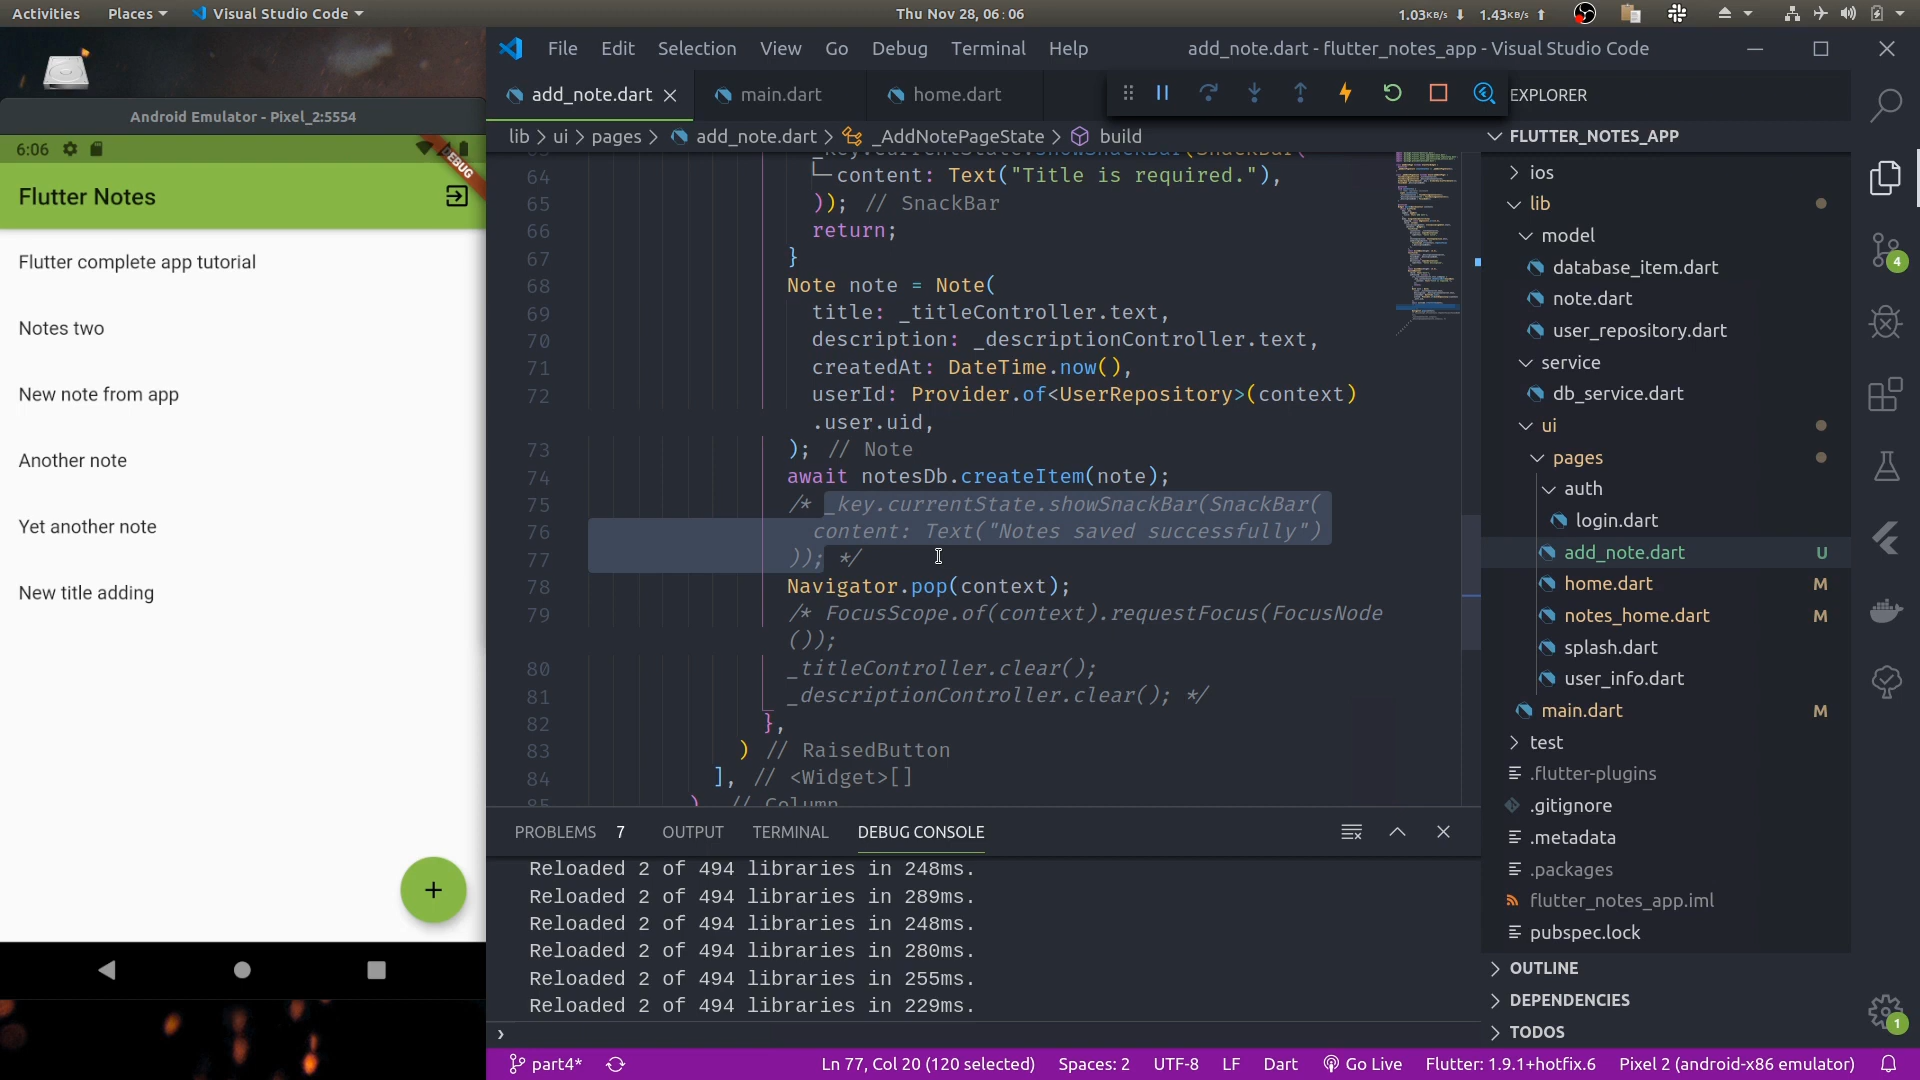 Activities Places Visual Studio Code Thu Nov 28, 06:06 1.03KB/s 1.43KB/s
File Edit Selection View Go Debug Terminal Help add_note.dart - flutter_notes_app - Visual Studio Code
Android Emulator - Pixel_2:5554
6:06
DEBUG
Flutter Notes
Flutter complete app tutorial
Notes two
New note from app
Another note
Yet another note
New title adding
+
add_note.dart main.dart home.dart
lib > ui > pages > add_note.dart > _AddNotePageState > build
_key.currentState.showSnackBar(SnackBar(
64 content: Text("Title is required."),
65 )); // SnackBar
66 return;
67 }
68 Note note = Note(
69 title: _titleController.text,
70 description: _descriptionController.text,
71 createdAt: DateTime.now(),
72 userId: Provider.of<UserRepository>(context)
.user.uid,
73 ); // Note
74 await notesDb.createItem(note);
75 /* _key.currentState.showSnackBar(SnackBar(
76 content: Text("Notes saved successfully")
77 )); */
78 Navigator.pop(context);
79 /* FocusScope.of(context).requestFocus(FocusNode
());
80 _titleController.clear();
81 _descriptionController.clear(); */
82 },
83 ) // RaisedButton
84 ], // <Widget>[]
85 ) // Column
PROBLEMS 7 OUTPUT TERMINAL DEBUG CONSOLE
Reloaded 2 of 494 libraries in 248ms.
Reloaded 2 of 494 libraries in 289ms.
Reloaded 2 of 494 libraries in 248ms.
Reloaded 2 of 494 libraries in 280ms.
Reloaded 2 of 494 libraries in 255ms.
Reloaded 2 of 494 libraries in 229ms.
EXPLORER
FLUTTER_NOTES_APP
ios
lib
model
database_item.dart
note.dart
user_repository.dart
service
db_service.dart
ui
pages
auth
login.dart
add_note.dart U
home.dart M
notes_home.dart M
splash.dart
user_info.dart
main.dart M
test
.flutter-plugins
.gitignore
.metadata
.packages
flutter_notes_app.iml
pubspec.lock
OUTLINE
DEPENDENCIES
TODOS
4
1
part4* Ln 77, Col 20 (120 selected) Spaces: 2 UTF-8 LF Dart Go Live Flutter: 1.9.1+hotfix.6 Pixel 2 (android-x86 emulator)